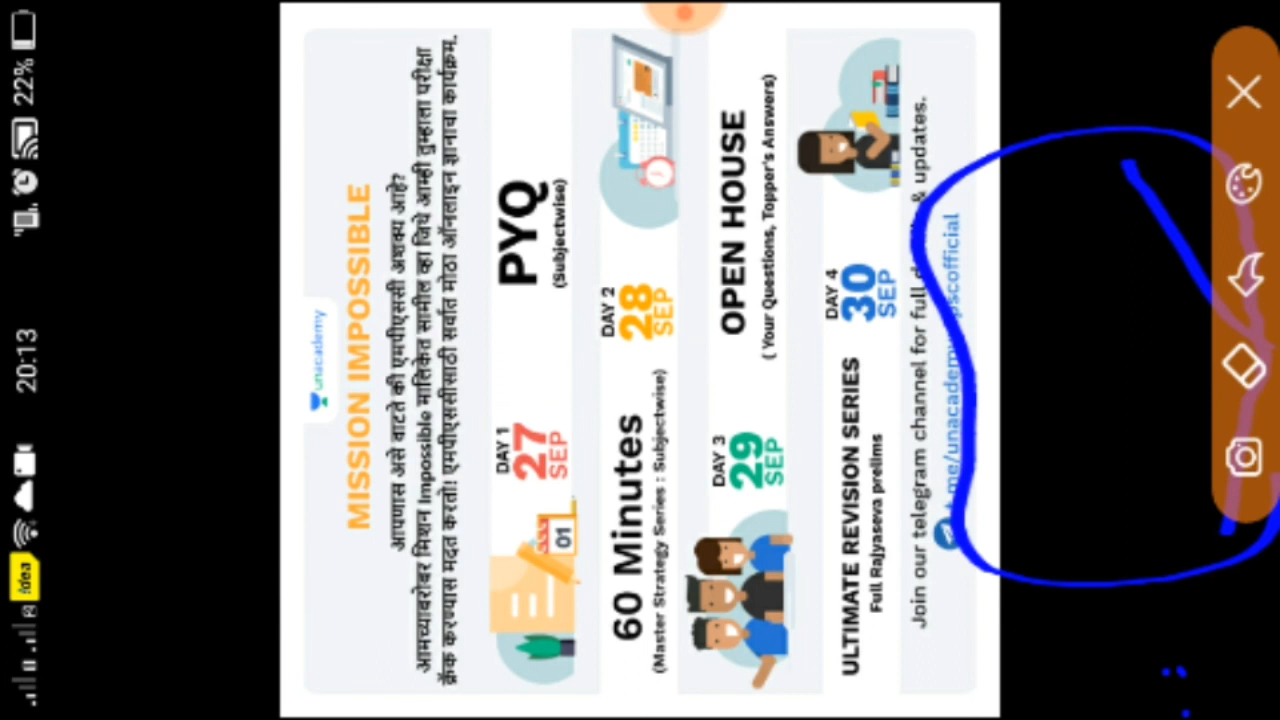 22%
20:13
idea
unacademy
MISSION IMPOSSIBLE
आपणास असे वाटते की एमपीएससी अशक्य आहे?
आमच्याबरोबर मिशन Impossible मालिकेत सामील व्हा जिथे आम्ही तुम्हाला परीक्षा
क्रॅक करण्यास मदत करतो! एमपीएससीसाठी सर्वात मोठा ऑनलाइन ज्ञानाचा कार्यक्रम.
01
DAY 1
27
SEP
PYQ
(Subjectwise)
60 Minutes
(Master Strategy Series : Subjectwise)
DAY 2
28
SEP
DAY 3
29
SEP
OPEN HOUSE
( Your Questions, Topper's Answers)
ULTIMATE REVISION SERIES
Full Rajyaseva prelims
DAY 4
30
SEP
Join our telegram channel for full & updates.